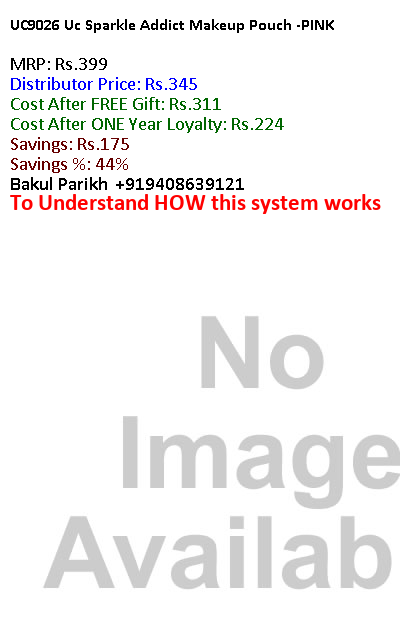 UC9026 Uc Sparkle Addict Makeup Pouch -PINK
MRP: Rs.399
Distributor Price: Rs.345
Cost After FREE Gift: Rs.311
Cost After ONE Year Loyalty: Rs.224
Savings: Rs.175
Savings %: 44%
Bakul Parikh +919408639121
To Understand HOW this system works
No
Image
Availab